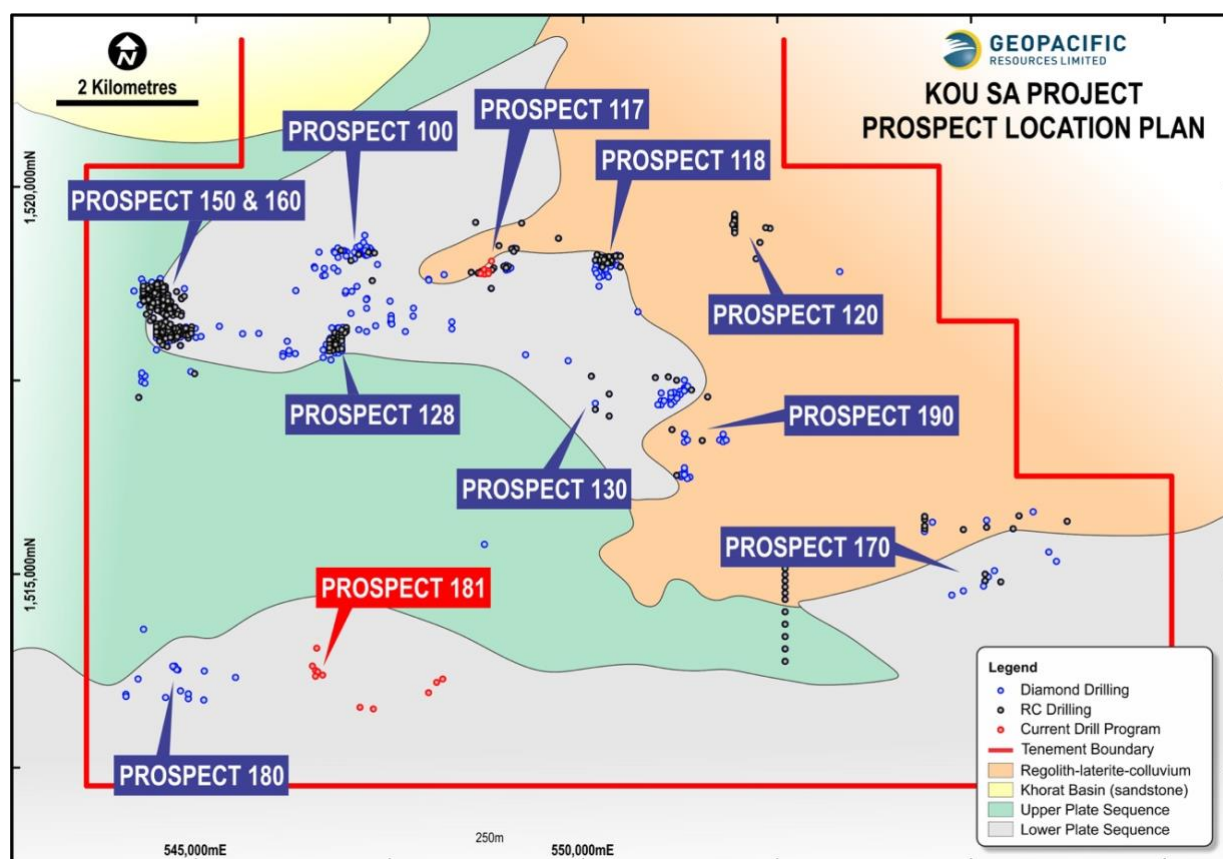 N
2 Kilometres
GEOPACIFIC
RESOURCES LIMITED
KOU SA PROJECT
PROSPECT LOCATION PLAN
PROSPECT 117
PROSPECT 100
PROSPECT 118
PROSPECT 150 & 160
1,520,000mN
PROSPECT 120
PROSPECT 128
PROSPECT 190
PROSPECT 130
PROSPECT 170
1,515,000mN
PROSPECT 181
PROSPECT 180
Legend
Diamond Drilling
RC Drilling
Current Drill Program
Tenement Boundary
Regolith-laterite-colluvium
Khorat Basin (sandstone)
Upper Plate Sequence
Lower Plate Sequence
250m
545,000mE
550,000mE